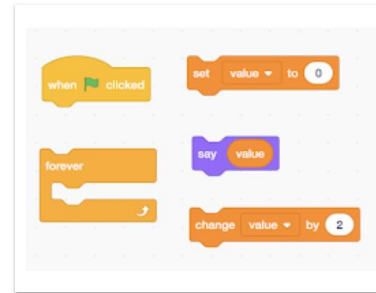 when clicked
set value to 0
forever
say value
change value by 2